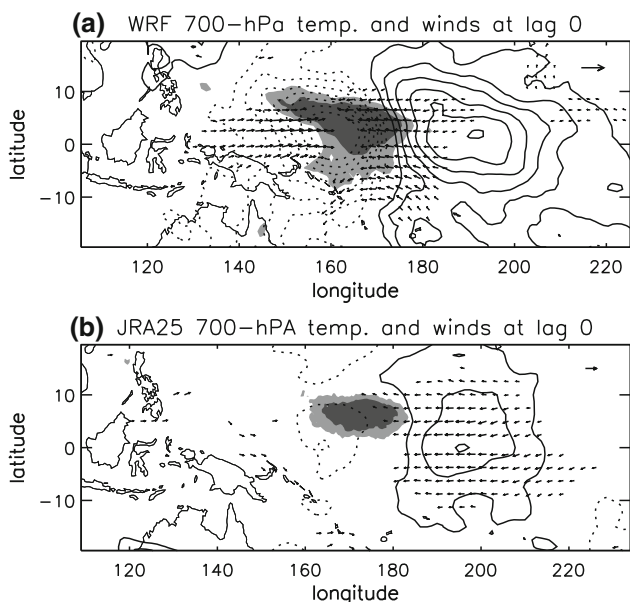 (a) WRF 700-hPa temp. and winds at lag 0
latitude
10
0
-10
120 140 160 180 200 220
longitude
(b) JRA25 700-hPA temp. and winds at lag 0
latitude
10
0
-10
120 140 160 180 200 220
longitude